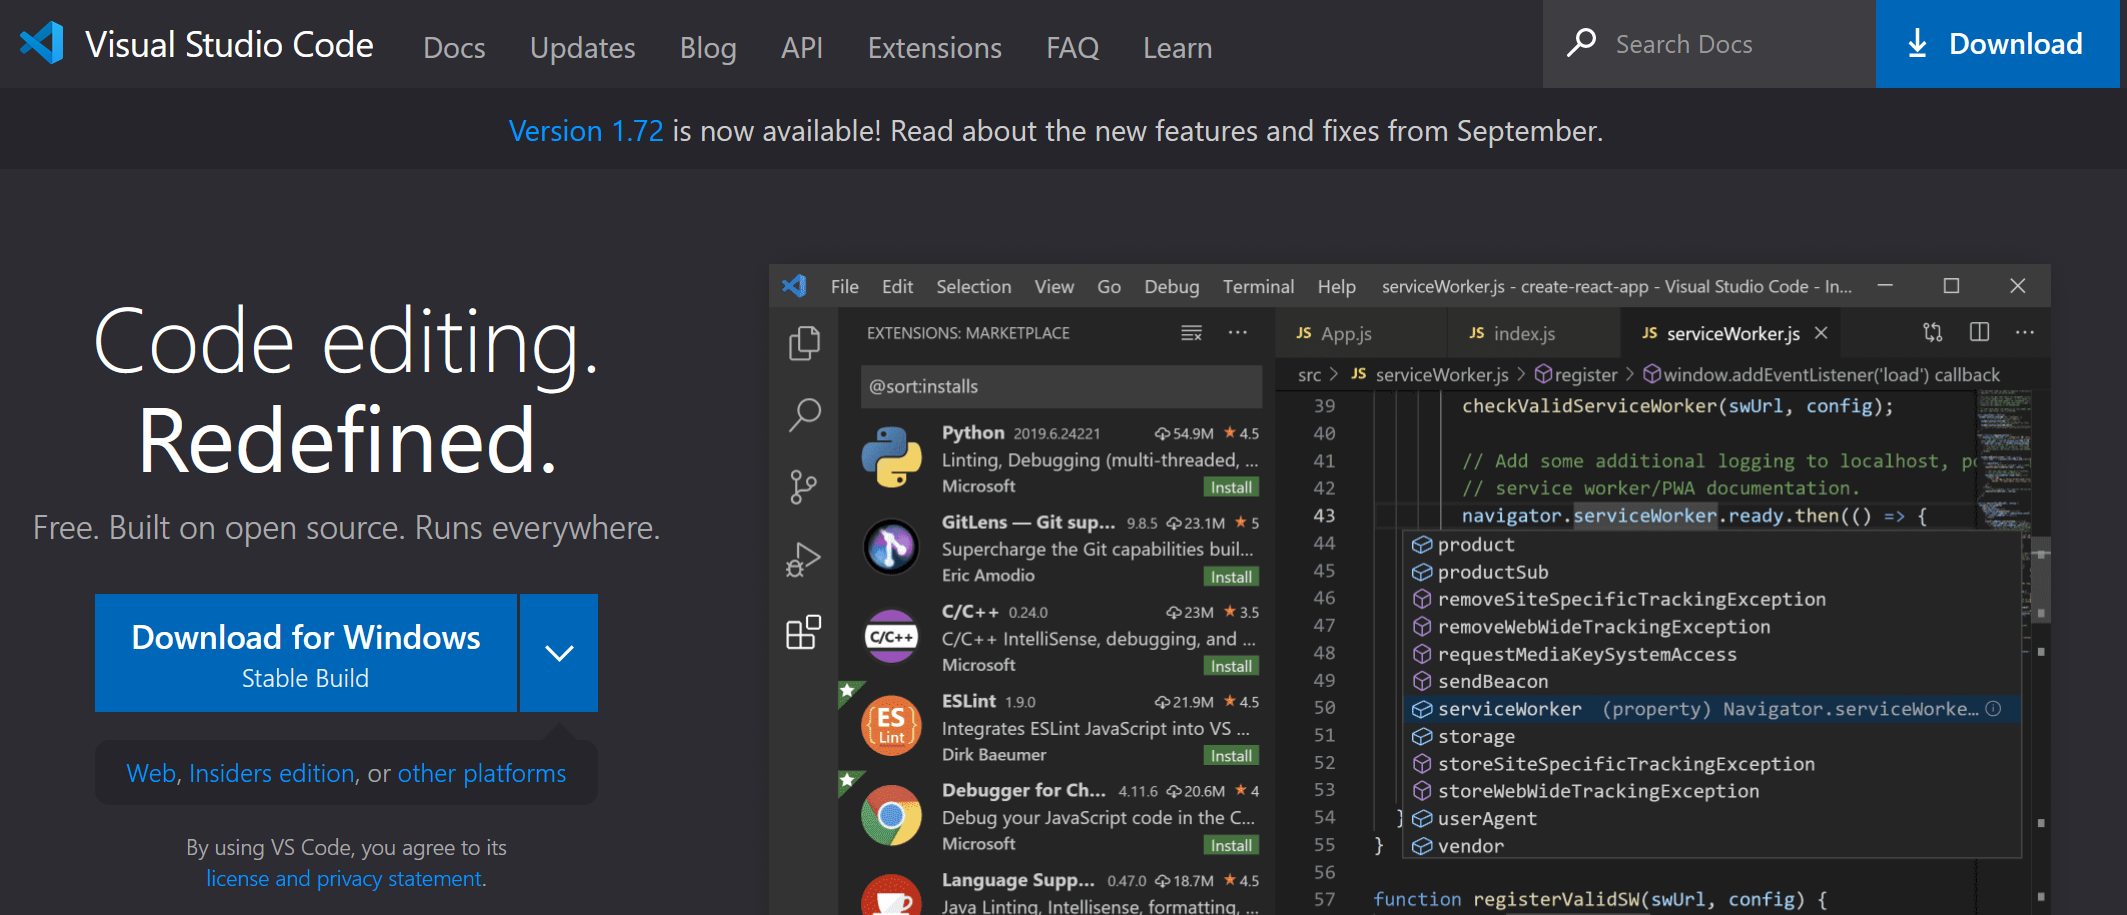 Visual Studio Code Docs Updates Blog API Extensions FAQ Learn Search Docs Download
Version 1.72 is now available! Read about the new features and fixes from September.
Code editing.
Redefined.
Free. Built on open source. Runs everywhere.
Download for Windows
Stable Build
Web, Insiders edition, or other platforms
By using VS Code, you agree to its
license and privacy statement.
File Edit Selection View Go Debug Terminal Help serviceWorker.js - create-react-app - Visual Studio Code - In...
EXTENSIONS: MARKETPLACE
@sort:installs
Python 2019.6.24221 54.9M 4.5
Linting, Debugging (multi-threaded, ...
Microsoft Install
GitLens — Git sup... 9.8.5 23.1M 5
Supercharge the Git capabilities buil...
Eric Amodio Install
C/C++
C/C++ 0.24.0 23M 3.5
C/C++ IntelliSense, debugging, and ...
Microsoft Install
ES
Lint
ESLint 1.9.0 21.9M 4.5
Integrates ESLint JavaScript into VS ...
Dirk Baeumer Install
Debugger for Ch... 4.11.6 20.6M 4
Debug your JavaScript code in the C...
Microsoft Install
Language Supp... 0.47.0 18.7M 4.5
Java Linting, Intellisense, formatting, ...
JS App.js JS index.js JS serviceWorker.js
src > JS serviceWorker.js > register > window.addEventListener('load') callback
39 checkValidServiceWorker(swUrl, config);
40
41 // Add some additional logging to localhost, po
42 // service worker/PWA documentation.
43 navigator.serviceWorker.ready.then(() => {
44 product
45 productSub
46 removeSiteSpecificTrackingException
47 removeWebWideTrackingException
48 requestMediaKeySystemAccess
49 sendBeacon
50 serviceWorker (property) Navigator.serviceWorke...
51 storage
52 storeSiteSpecificTrackingException
53 storeWebWideTrackingException
54 } userAgent
55 } vendor
56
57 function registerValidSW(swUrl, config) {